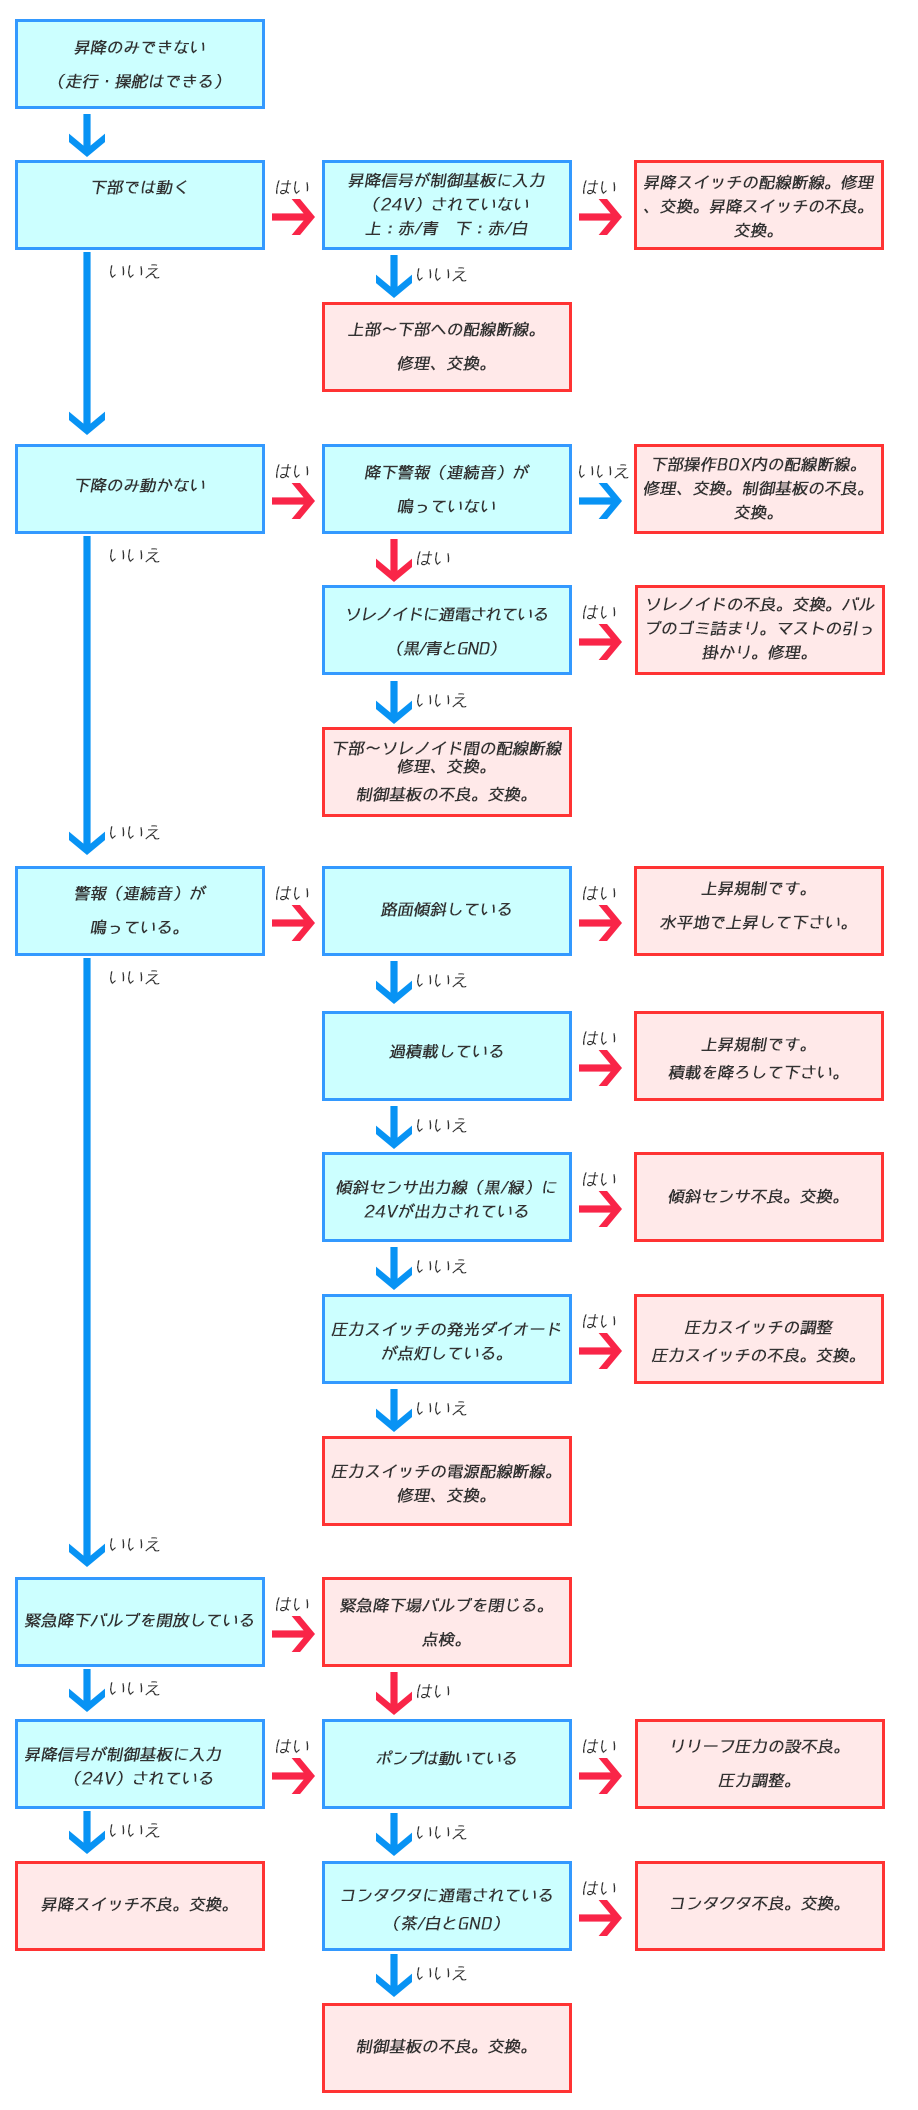 昇降のみできない
（走行・操舵はできる）
下部では動く
はい
昇降信号が制御基板に入力
（24V）されていない
上：赤/青　下：赤/白
はい
昇降スイッチの配線断線。修理
、交換。昇降スイッチの不良。
交換。
いいえ
いいえ
上部～下部への配線断線。
修理、交換。
下降のみ動かない
はい
降下警報（連続音）が
鳴っていない
いいえ
下部操作BOX内の配線断線。
修理、交換。制御基板の不良。
交換。
いいえ
はい
ソレノイドに通電されている
（黒/青とGND）
はい
ソレノイドの不良。交換。バル
ブのゴミ詰まり。マストの引っ
掛かり。修理。
いいえ
下部～ソレノイド間の配線断線
修理、交換。
制御基板の不良。交換。
いいえ
警報（連続音）が
鳴っている。
はい
路面傾斜している
はい
上昇規制です。
水平地で上昇して下さい。
いいえ
いいえ
過積載している
はい
上昇規制です。
積載を降ろして下さい。
いいえ
傾斜センサ出力線（黒/緑）に
24Vが出力されている
はい
傾斜センサ不良。交換。
いいえ
圧力スイッチの発光ダイオード
が点灯している。
はい
圧力スイッチの調整
圧力スイッチの不良。交換。
いいえ
圧力スイッチの電源配線断線。
修理、交換。
いいえ
緊急降下バルブを開放している
はい
緊急降下場バルブを閉じる。
点検。
いいえ
はい
昇降信号が制御基板に入力
（24V）されている
はい
ポンプは動いている
はい
リリーフ圧力の設不良。
圧力調整。
いいえ
いいえ
昇降スイッチ不良。交換。
コンタクタに通電されている
（茶/白とGND）
はい
コンタクタ不良。交換。
いいえ
制御基板の不良。交換。